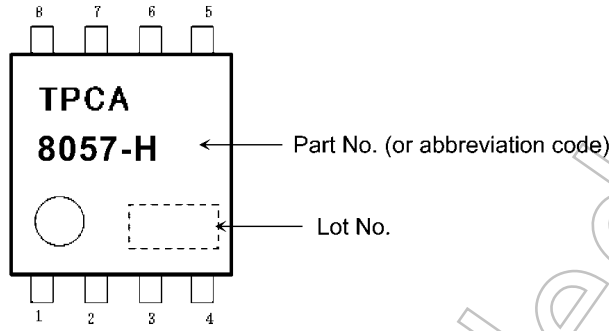 8 7 6 5
TPCA
8057-H
Part No. (or abbreviation code)
Lot No.
1 2 3 4